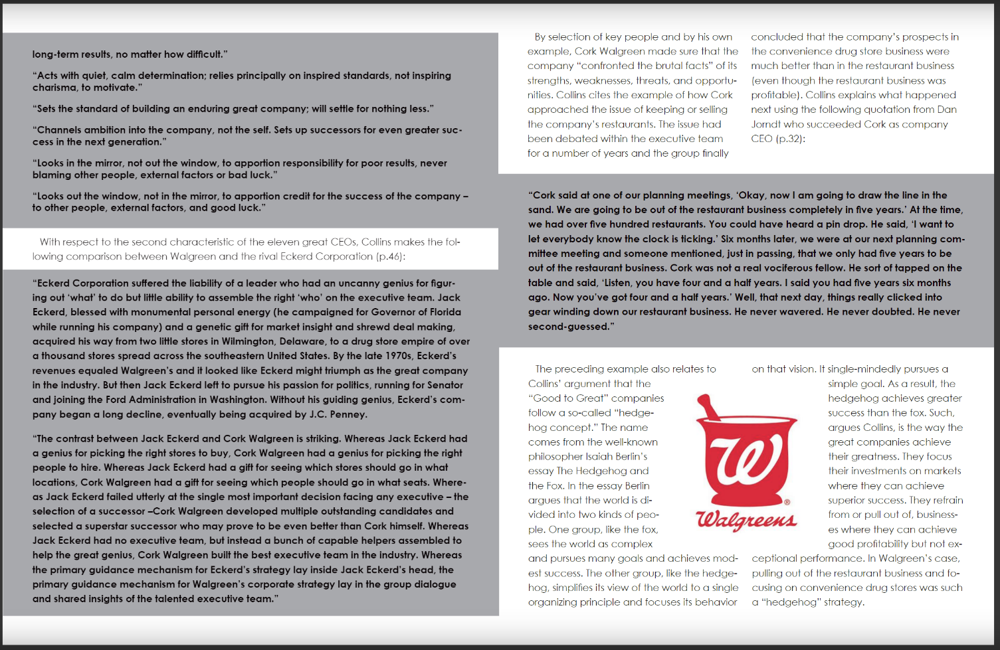 long-term results, no matter how difficult.”
“Acts with quiet, calm determination; relies principally on inspired standards, not inspiring
charisma, to motivate.”
“Sets the standard of building an enduring great company; will settle for nothing less.”
“Channels ambition into the company, not the self. Sets up successors for even greater suc-
cess in the next generation.”
“Looks in the mirror, not out the window, to apportion responsibility for poor results, never
blaming other people, external factors or bad luck.”
“Looks out the window, not in the mirror, to apportion credit for the success of the company –
to other people, external factors, and good luck.”
With respect to the second characteristic of the eleven great CEOs, Collins makes the fol-
lowing comparison between Walgreen and the rival Eckerd Corporation (p.46):
“Eckerd Corporation suffered the liability of a leader who had an uncanny genius for figur-
ing out ‘what’ to do but little ability to assemble the right ‘who’ on the executive team. Jack
Eckerd, blessed with monumental personal energy (he campaigned for Governor of Florida
while running his company) and a genetic gift for market insight and shrewd deal making,
acquired his way from two little stores in Wilmington, Delaware, to a drug store empire of over
a thousand stores spread across the southeastern United States. By the late 1970s, Eckerd’s
revenues equaled Walgreen’s and it looked like Eckerd might triumph as the great company
in the industry. But then Jack Eckerd left to pursue his passion for politics, running for Senator
and joining the Ford Administration in Washington. Without his guiding genius, Eckerd’s com-
pany began a long decline, eventually being acquired by J.C. Penney.
“The contrast between Jack Eckerd and Cork Walgreen is striking. Whereas Jack Eckerd had
a genius for picking the right stores to buy, Cork Walgreen had a genius for picking the right
people to hire. Whereas Jack Eckerd had a gift for seeing which stores should go in what
locations, Cork Walgreen had a gift for seeing which people should go in what seats. Where-
as Jack Eckerd failed utterly at the single most important decision facing any executive – the
selection of a successor –Cork Walgreen developed multiple outstanding candidates and
selected a superstar successor who may prove to be even better than Cork himself. Whereas
Jack Eckerd had no executive team, but instead a bunch of capable helpers assembled to
help the great genius, Cork Walgreen built the best executive team in the industry. Whereas
the primary guidance mechanism for Eckerd’s strategy lay inside Jack Eckerd’s head, the
primary guidance mechanism for Walgreen’s corporate strategy lay in the group dialogue
and shared insights of the talented executive team.”
By selection of key people and by his own
example, Cork Walgreen made sure that the
company “confronted the brutal facts” of its
strengths, weaknesses, threats, and opportu-
nities. Collins cites the example of how Cork
approached the issue of keeping or selling
the company’s restaurants. The issue had
been debated within the executive team
for a number of years and the group finally
concluded that the company’s prospects in
the convenience drug store business were
much better than in the restaurant business
(even though the restaurant business was
profitable). Collins explains what happened
next using the following quotation from Dan
Jorndt who succeeded Cork as company
CEO (p.32):
“Cork said at one of our planning meetings, ‘Okay, now I am going to draw the line in the
sand. We are going to be out of the restaurant business completely in five years.’ At the time,
we had over five hundred restaurants. You could have heard a pin drop. He said, ‘I want to
let everybody know the clock is ticking.’ Six months later, we were at our next planning com-
mittee meeting and someone mentioned, just in passing, that we only had five years to be
out of the restaurant business. Cork was not a real vociferous fellow. He sort of tapped on the
table and said, ‘Listen, you have four and a half years. I said you had five years six months
ago. Now you’ve got four and a half years.’ Well, that next day, things really clicked into
gear winding down our restaurant business. He never wavered. He never doubted. He never
second-guessed.”
The preceding example also relates to
Collins’ argument that the
“Good to Great” companies
follow a so-called “hedge-
hog concept.” The name
comes from the well-known
philosopher Isaiah Berlin’s
essay The Hedgehog and
the Fox. In the essay Berlin
argues that the world is di-
vided into two kinds of peo-
ple. One group, like the fox,
sees the world as complex
and pursues many goals and achieves mod-
est success. The other group, like the hedge-
hog, simplifies its view of the world to a single
organizing principle and focuses its behavior
W
®
Walgreens
on that vision. It single-mindedly pursues a
simple goal. As a result, the
hedgehog achieves greater
success than the fox. Such,
argues Collins, is the way the
great companies achieve
their greatness. They focus
their investments on markets
where they can achieve
superior success. They refrain
from or pull out of, business-
es where they can achieve
good profitability but not ex-
ceptional performance. In Walgreen’s case,
pulling out of the restaurant business and fo-
cusing on convenience drug stores was such
a “hedgehog” strategy.